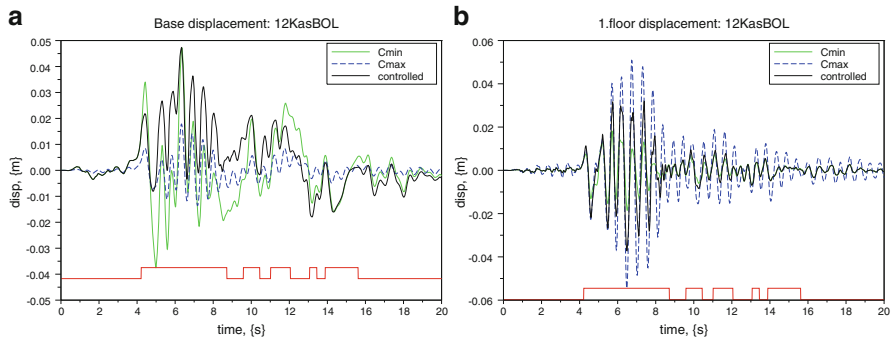 a
Base displacement: 12KasBOL
0.05
0.04
0.03
0.02
0.01
0.00
-0.01
-0.02
-0.03
-0.04
-0.05
disp, {m}
Cmin
Cmax
controlled
0 2 4 6 8 10 12 14 16 18 20
time, {s}
b
1.floor displacement: 12KasBOL
0.06
0.04
0.02
0.00
-0.02
-0.04
-0.06
disp, {m}
Cmin
Cmax
controlled
0 2 4 6 8 10 12 14 16 18 20
time, {s}